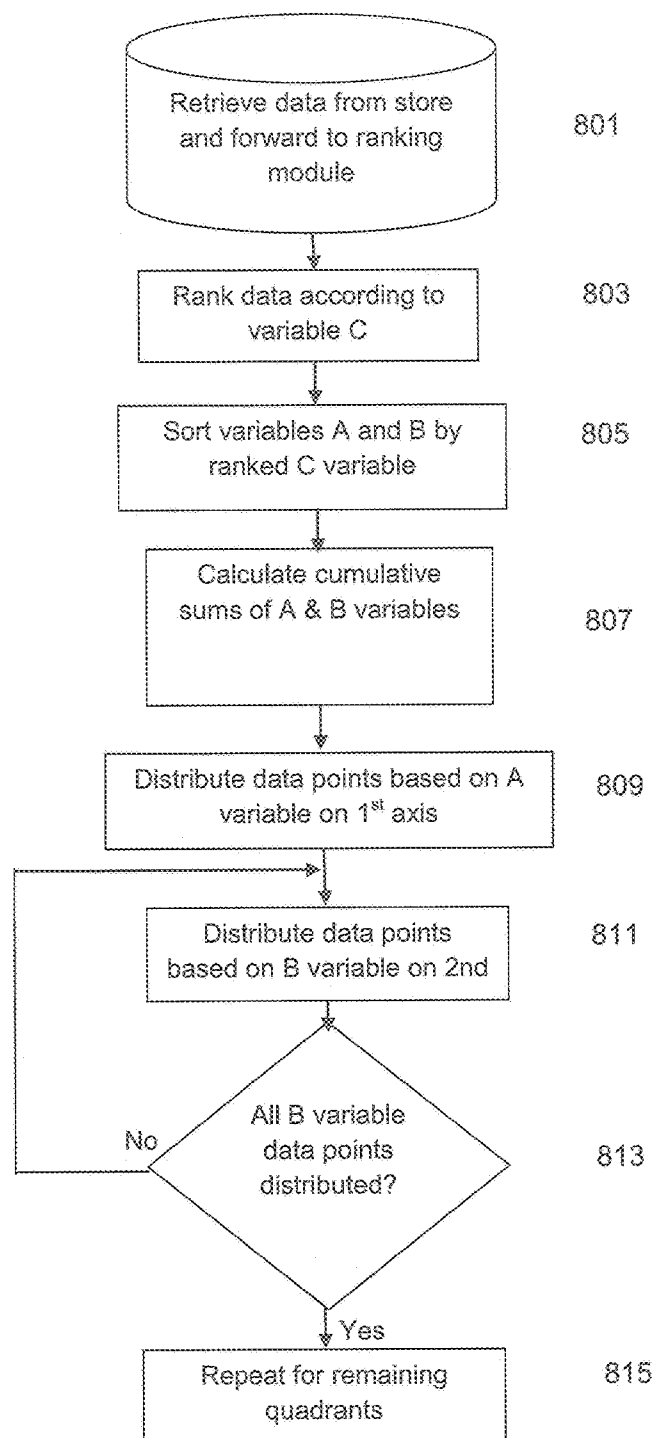 Retrieve data from store
and forward to ranking
module
801
Rank data according to
variable C
803
Sort variables A and B by
ranked C variable
805
Calculate cumulative
sums of A & B variables
807
Distribute data points based on A
variable on 1st axis
809
Distribute data points
based on B variable on 2nd
811
All B variable
data points
distributed?
813
No
Yes
Repeat for remaining
quadrants
815